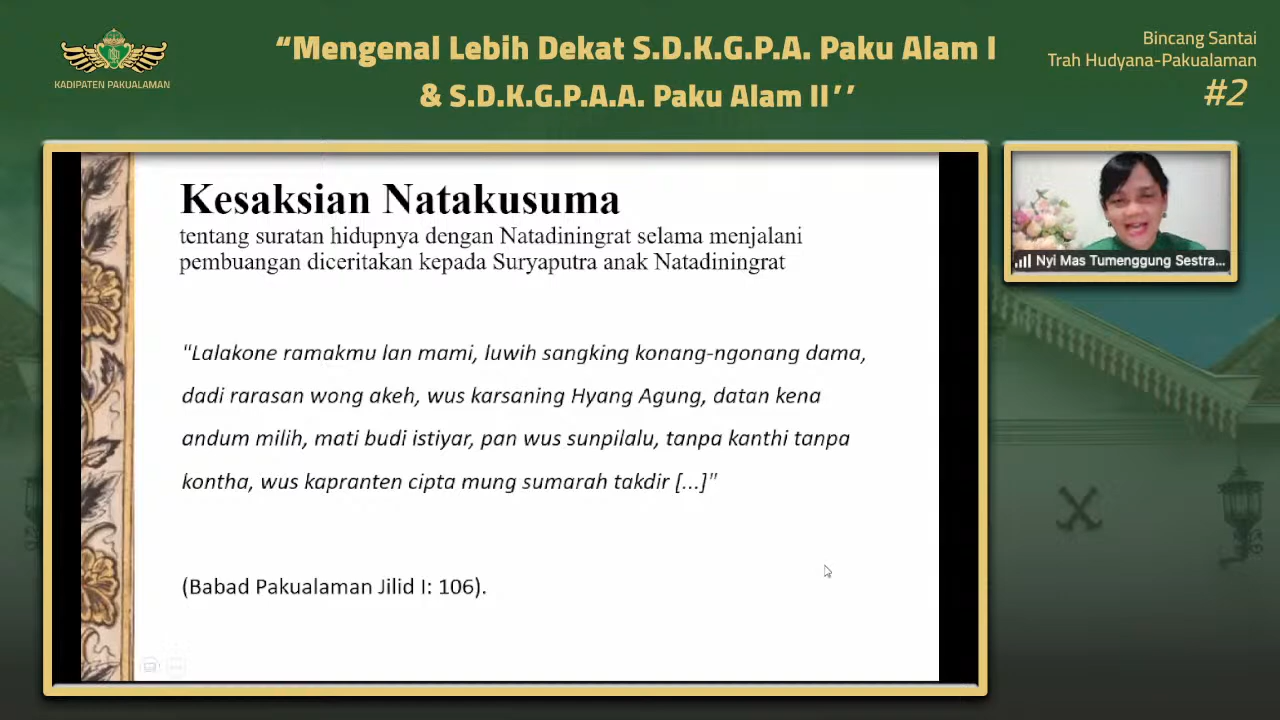 KADIPATEN PAKUALAMAN
“Mengenal Lebih Dekat S.D.K.G.P.A. Paku Alam I
& S.D.K.G.P.A.A. Paku Alam II’’
Bincang Santai
Trah Hudyana-Pakualaman
#2
Kesaksian Natakusuma
tentang suratan hidupnya dengan Natadiningrat selama menjalani
pembuangan diceritakan kepada Suryaputra anak Natadiningrat
"Lalakone ramakmu lan mami, luwih sangking konang-ngonang dama,
dadi rarasan wong akeh, wus karsaning Hyang Agung, datan kena
andum milih, mati budi istiyar, pan wus sunpilalu, tanpa kanthi tanpa
kontha, wus kapranten cipta mung sumarah takdir [...]"
(Babad Pakualaman Jilid I: 106).
Nyi Mas Tumenggung Sestra...